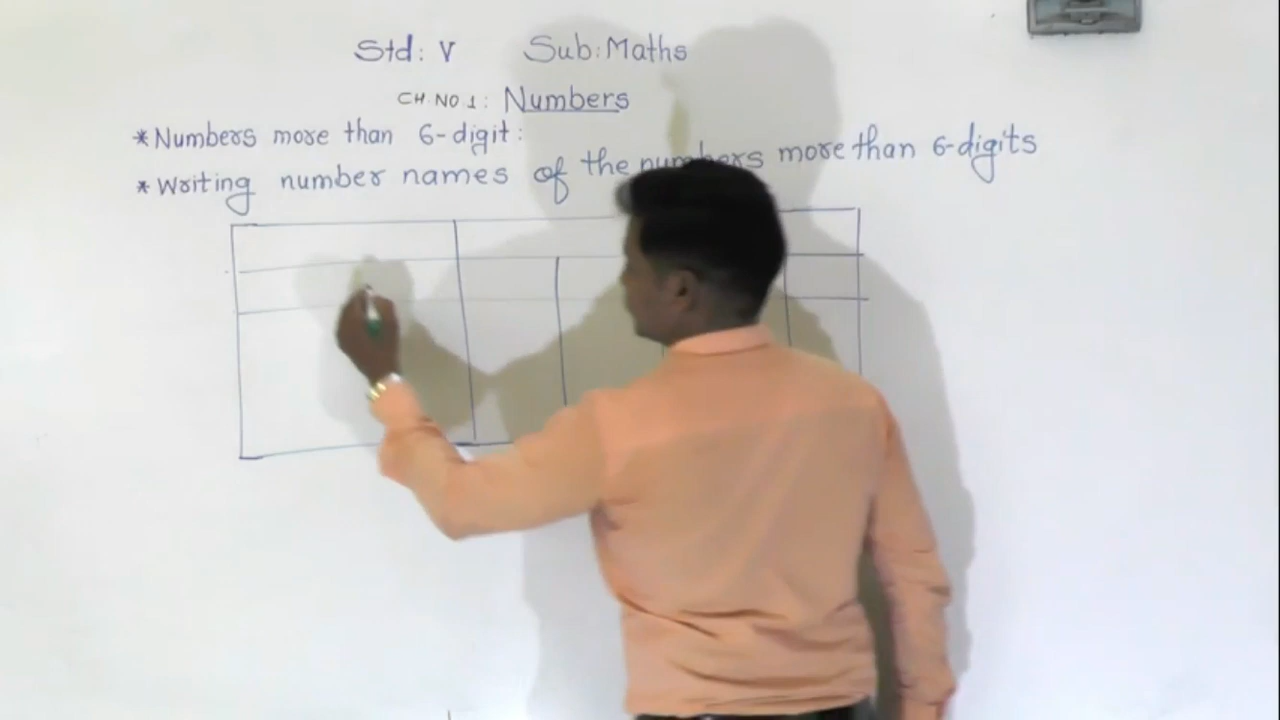 Std: V Sub: Maths
CH. NO 1: Numbers
*Numbers more than 6-digit:
*Writing number names of the numbers more than 6-digits